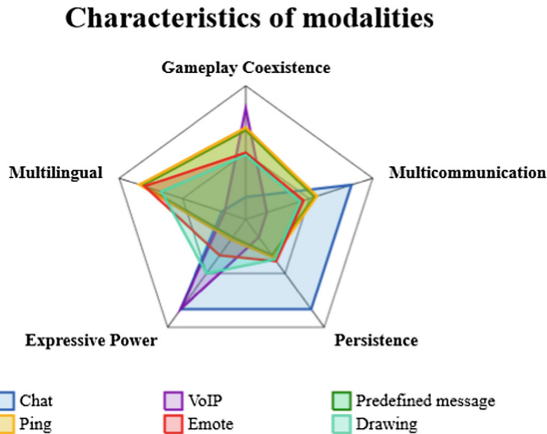 Characteristics of modalities
Gameplay Coexistence
Multilingual
Multicommunication
Expressive Power
Persistence
Chat
VoIP
Predefined message
Ping
Emote
Drawing